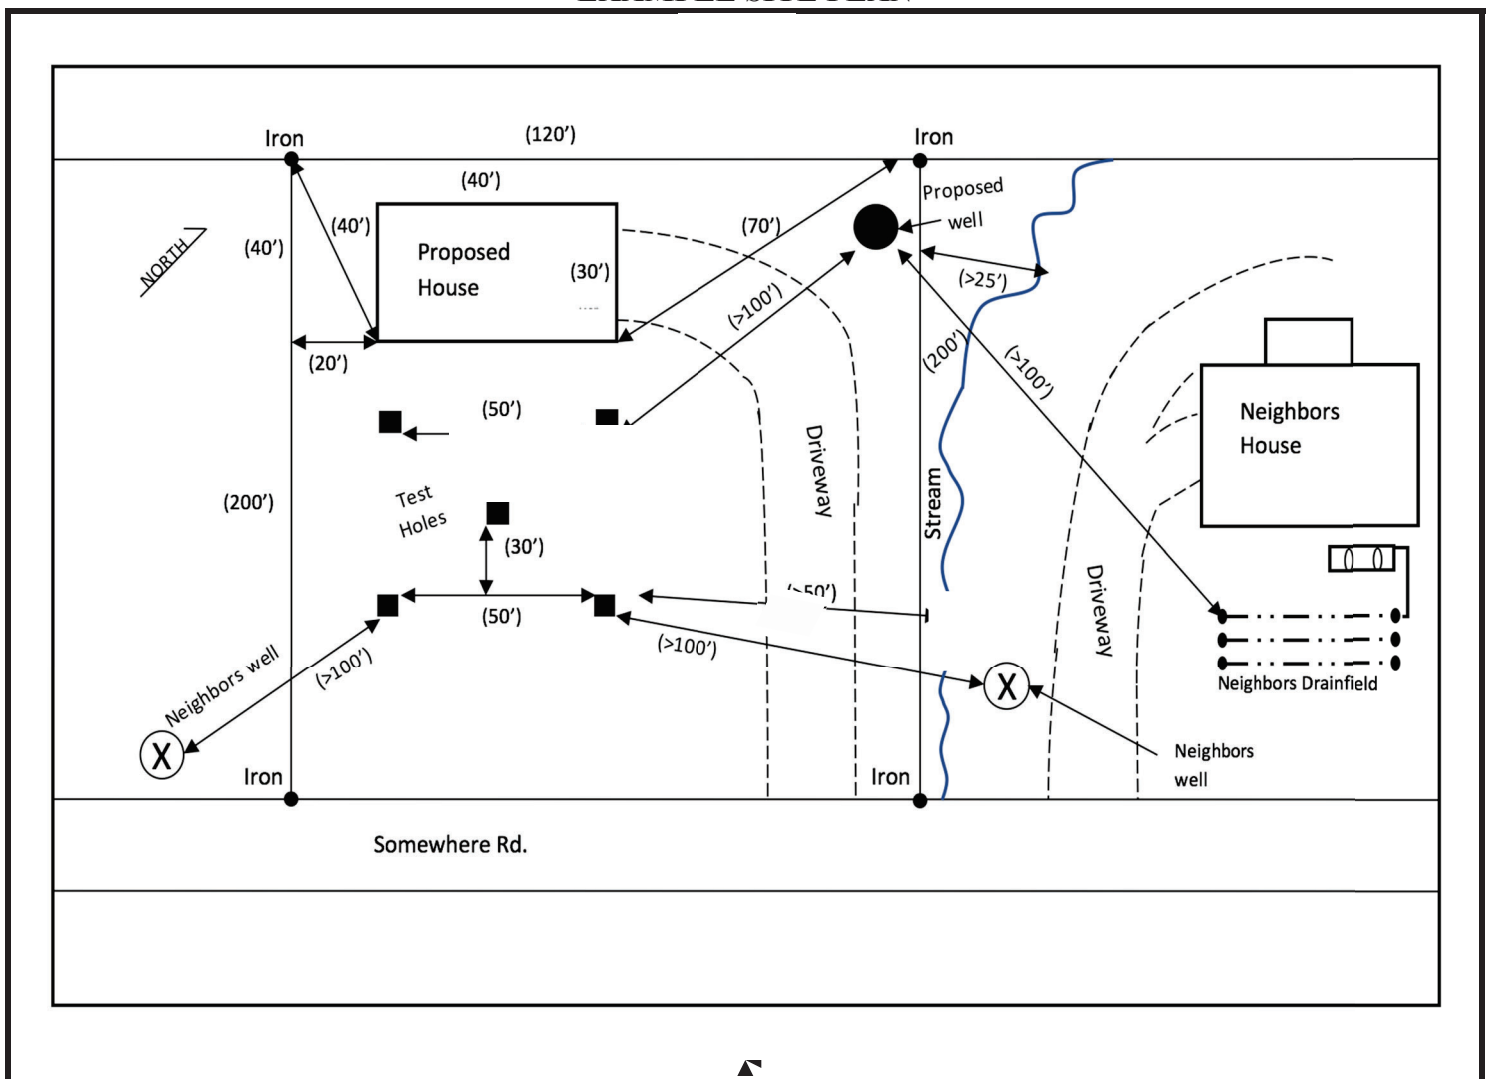 (120')
Iron
Iron
(40')
Proposed
well
(40')
(40')
(70')
NORTH
Proposed
House
(30')
(>25')
(>100')
(20')
(200')
(>100')
(50')
Neighbors
House
Driveway
Test
Holes
(200')
Stream
(30')
(50')
Driveway
(>100')
(>100')
Neighbors well
Neighbors Drainfield
X
X
Neighbors
well
Iron
Iron
Somewhere Rd.